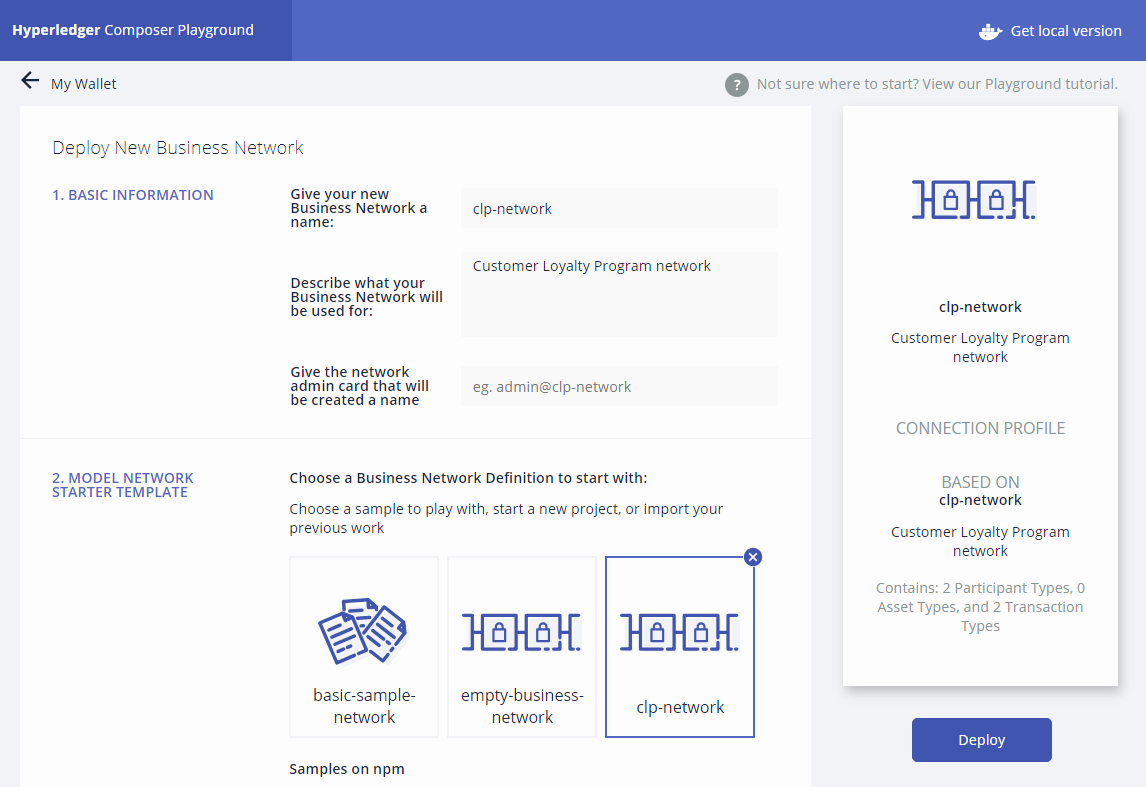 Hyperledger Composer Playground
Get local version
My Wallet
? Not sure where to start? View our Playground tutorial.
Deploy New Business Network
1. BASIC INFORMATION
Give your new
Business Network a
name:
clp-network
Describe what your
Business Network will
be used for:
Customer Loyalty Program network
Give the network
admin card that will
be created a name
eg. admin@clp-network
2. MODEL NETWORK
STARTER TEMPLATE
Choose a Business Network Definition to start with:
Choose a sample to play with, start a new project, or import your
previous work
basic-sample-
network
empty-business-
network
clp-network
Samples on npm
clp-network
Customer Loyalty Program
network
CONNECTION PROFILE
BASED ON
clp-network
Customer Loyalty Program
network
Contains: 2 Participant Types, 0
Asset Types, and 2 Transaction
Types
Deploy